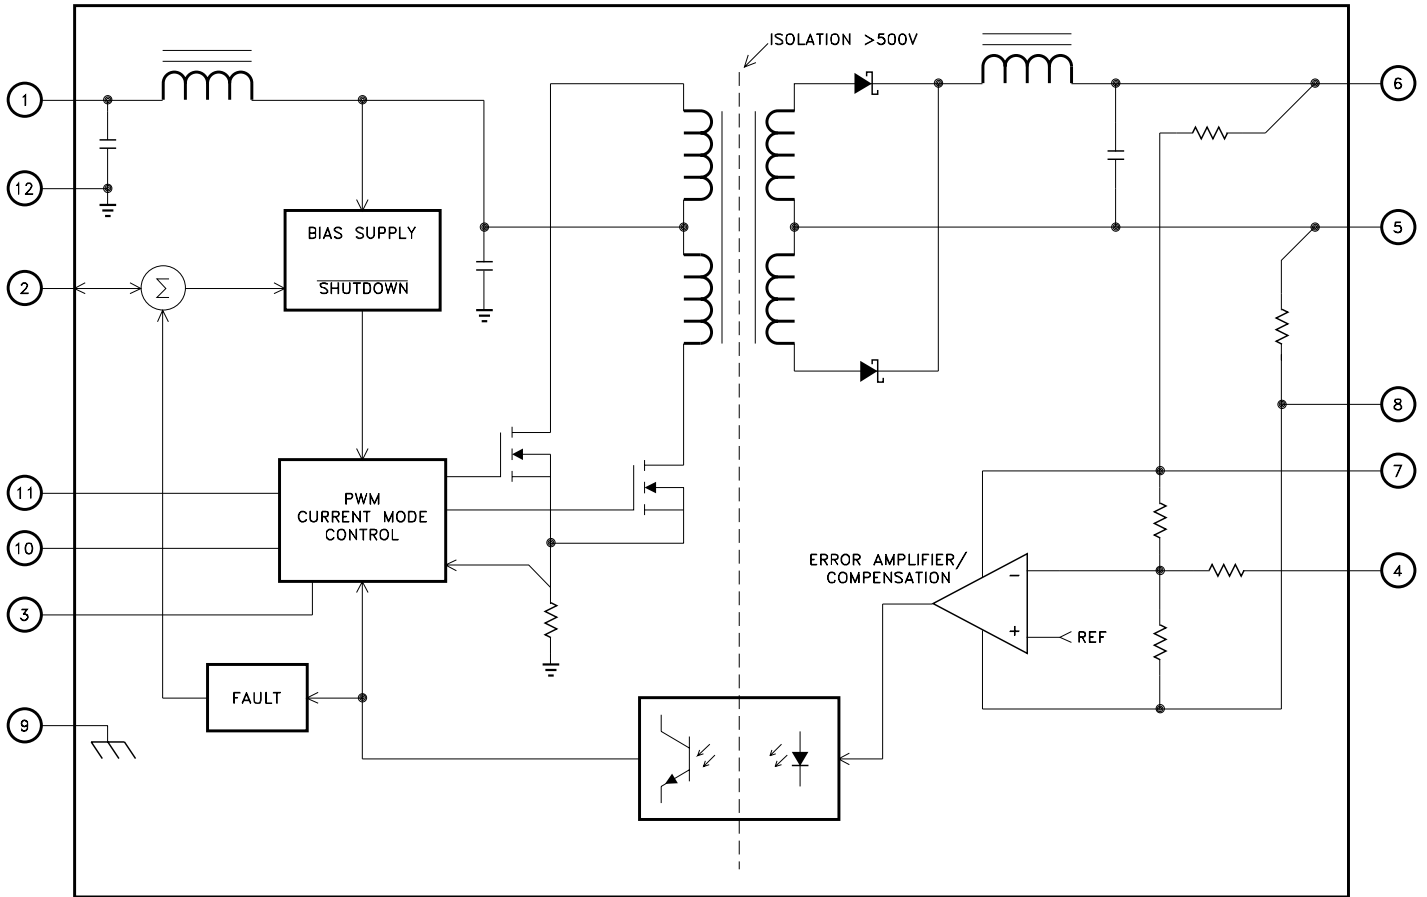 ISOLATION >500V
1
6
12
5
BIAS SUPPLY
2
Σ
SHUTDOWN
8
7
11
PWM
CURRENT MODE
CONTROL
10
ERROR AMPLIFIER/
COMPENSATION
−
4
3
+
REF
FAULT
9